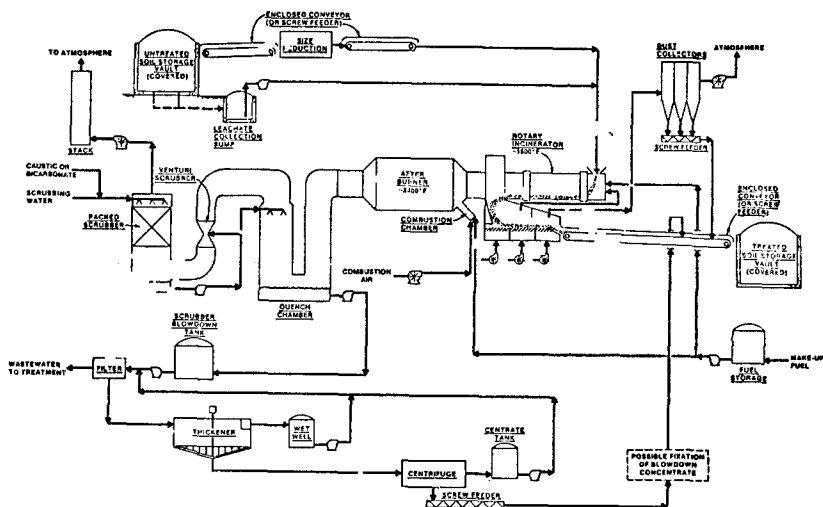 ENCLOSED CONVEYOR
(OR SCREW FEEDER)
TO ATMOSPHERE
UNTREATED
SOIL STORAGE
VAULT
(COVERED)
SIZE
REDUCTION
DUST
COLLECTORS
ATMOSPHERE
LEACHATE
COLLECTION
SUMP
STACK
SCREW FEEDER
ROTARY
INCINERATOR
CAUSTIC OR
BICARBONATE
VENTURI
SCRUBBER
SCRUBBING
WATER
AFTER
BURNER
PACKED
SCRUBBER
COMBUSTION
CHAMBER
ENCLOSED
CONVEYOR
(OR SCREW
FEEDER)
TREATED
SOIL STORAGE
VAULT
(COVERED)
COMBUSTION
AIR
QUENCH
CHAMBER
SCRUBBER
BLOWDOWN
TANK
WASTEWATER
TO TREATMENT
FILTER
MAKE-UP
FUEL
FUEL
STORAGE
THICKENER
WET
WELL
CENTRATE
TANK
POSSIBLE FIXATION
OF BLOWDOWN
CONCENTRATE
CENTRIFUGE
SCREW FEEDER